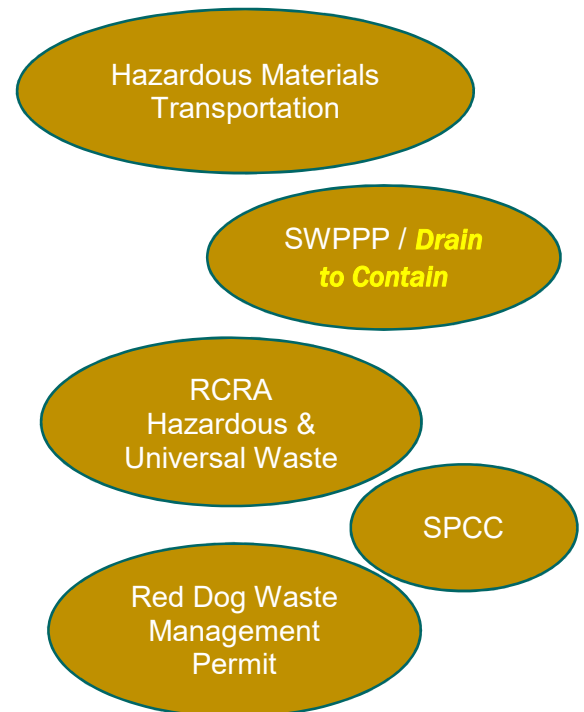 Hazardous Materials
Transportation
SWPPP / Drain
to Contain
RCRA
Hazardous &
Universal Waste
SPCC
Red Dog Waste
Management
Permit